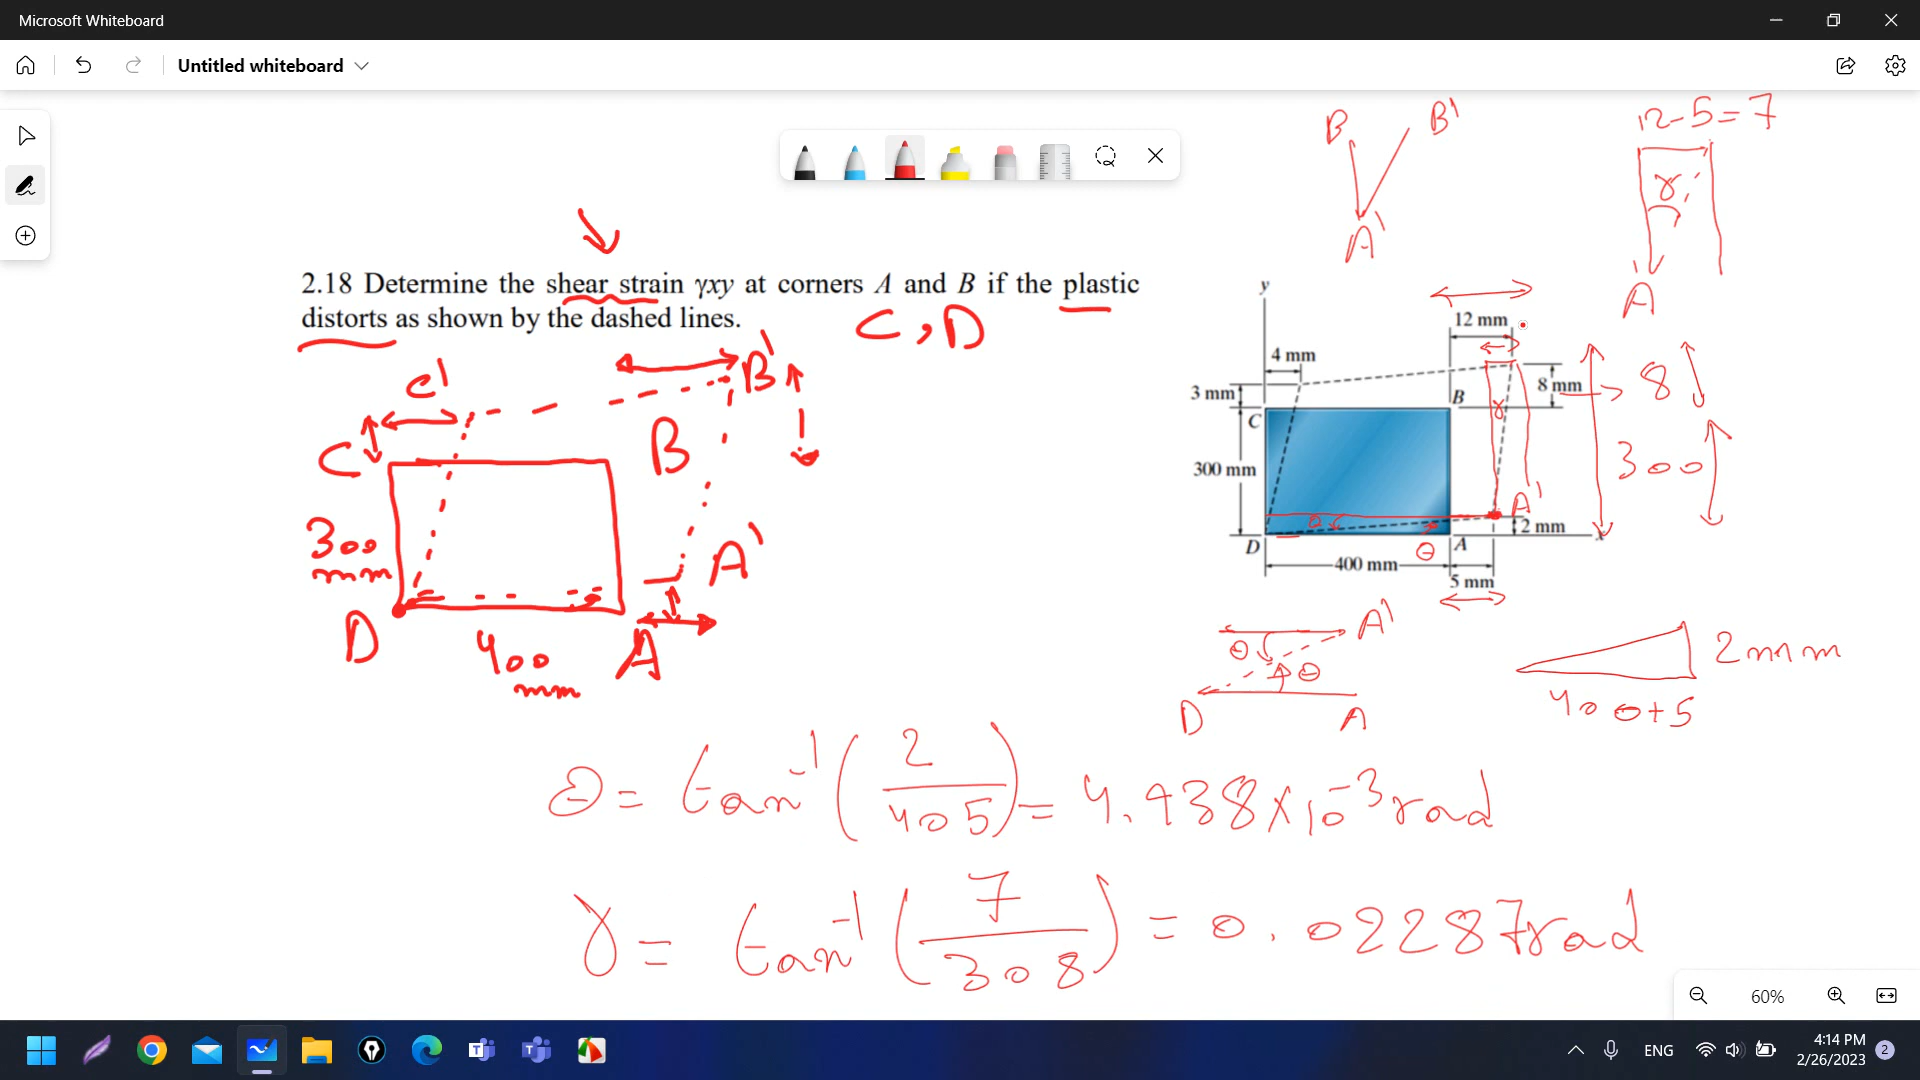 Microsoft Whiteboard
Untitled whiteboard
B B'
A'
12-5=7
γ
A'
2.18 Determine the shear strain γxy at corners A and B if the plastic
distorts as shown by the dashed lines.
C, D
y
12 mm
4 mm
3 mm
8 mm
B
C
γ
8
300 mm
300
A'
θ
2 mm
x
D
θ
A
400 mm
5 mm
C'
B'
C
B
300
mm
A'
D
400
mm
A
A'
θ
θ
D
A
2mm
400+5
θ = tan⁻¹(2/405) = 4.938×10⁻³ rad
γ = tan⁻¹(7/308) = 0.02287rad
60%
ENG
4:14 PM
2/26/2023
2